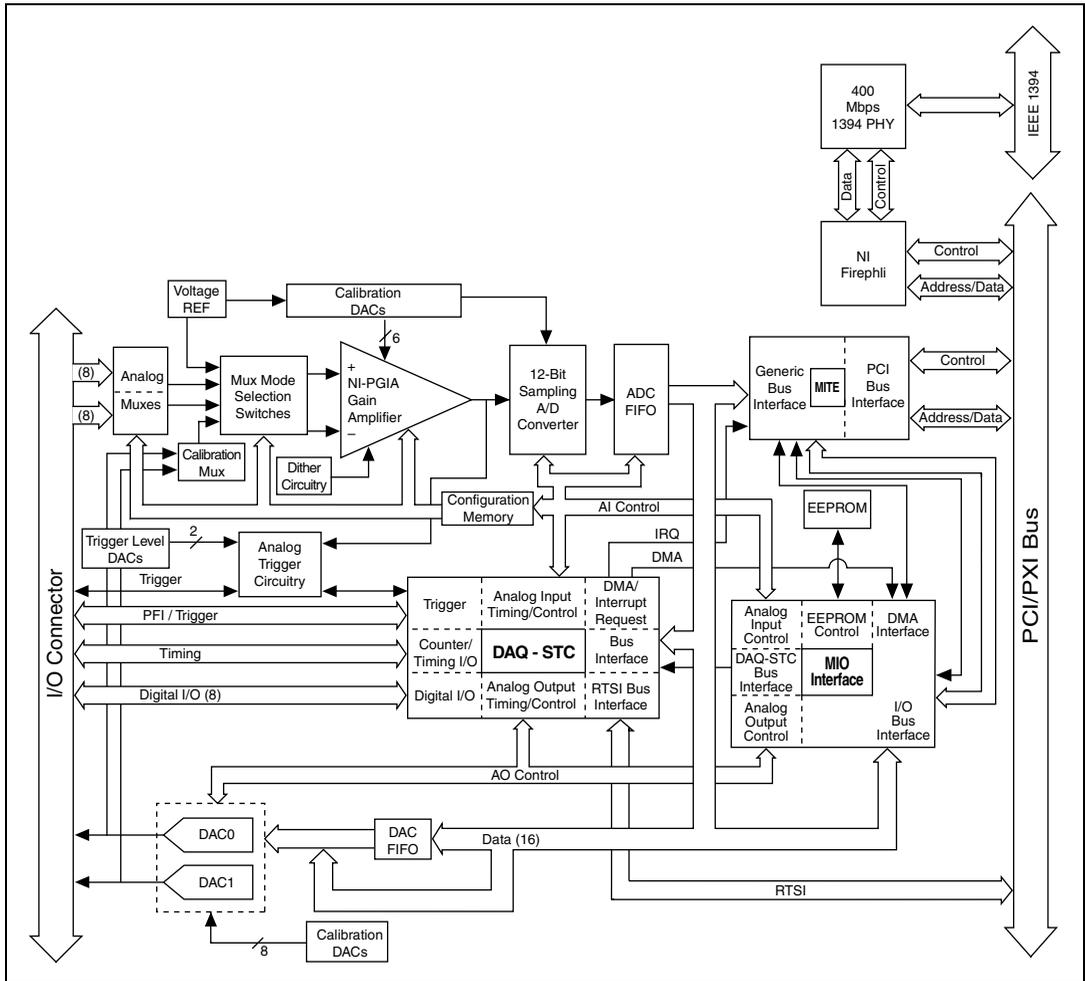 400
Mbps
1394 PHY
IEEE 1394
Data
Control
NI
Firephli
Control
Address/Data
PCI/PXI Bus
Voltage
REF
Calibration
DACs
6
(8)
(8)
Analog
Muxes
Mux Mode
Selection
Switches
+
NI-PGIA
Gain
Amplifier
–
12-Bit
Sampling
A/D
Converter
ADC
FIFO
Generic
Bus
Interface
MITE
PCI
Bus
Interface
Control
Address/Data
Calibration
Mux
Dither
Circuitry
Configuration
Memory
AI Control
EEPROM
IRQ
DMA
Trigger Level
DACs
2
Analog
Trigger
Circuitry
Trigger
I/O Connector
PFI / Trigger
Timing
Digital I/O (8)
Trigger
Analog Input
Timing/Control
DMA/
Interrupt
Request
Counter/
Timing I/O
DAQ - STC
Bus
Interface
Digital I/O
Analog Output
Timing/Control
RTSI Bus
Interface
Analog
Input
Control
EEPROM
Control
DMA
Interface
DAQ-STC
Bus
Interface
MIO
Interface
Analog
Output
Control
I/O
Bus
Interface
AO Control
DAC0
DAC
FIFO
Data (16)
DAC1
RTSI
Calibration
DACs
8